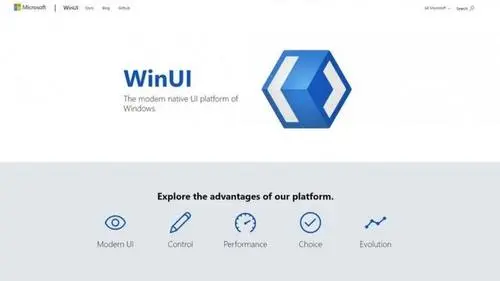 Microsoft WinUI Docs Blog Github All Microsoft Search
WinUI
The modern native UI platform of
Windows
Explore the advantages of our platform.
Modern UI Control Performance Choice Evolution